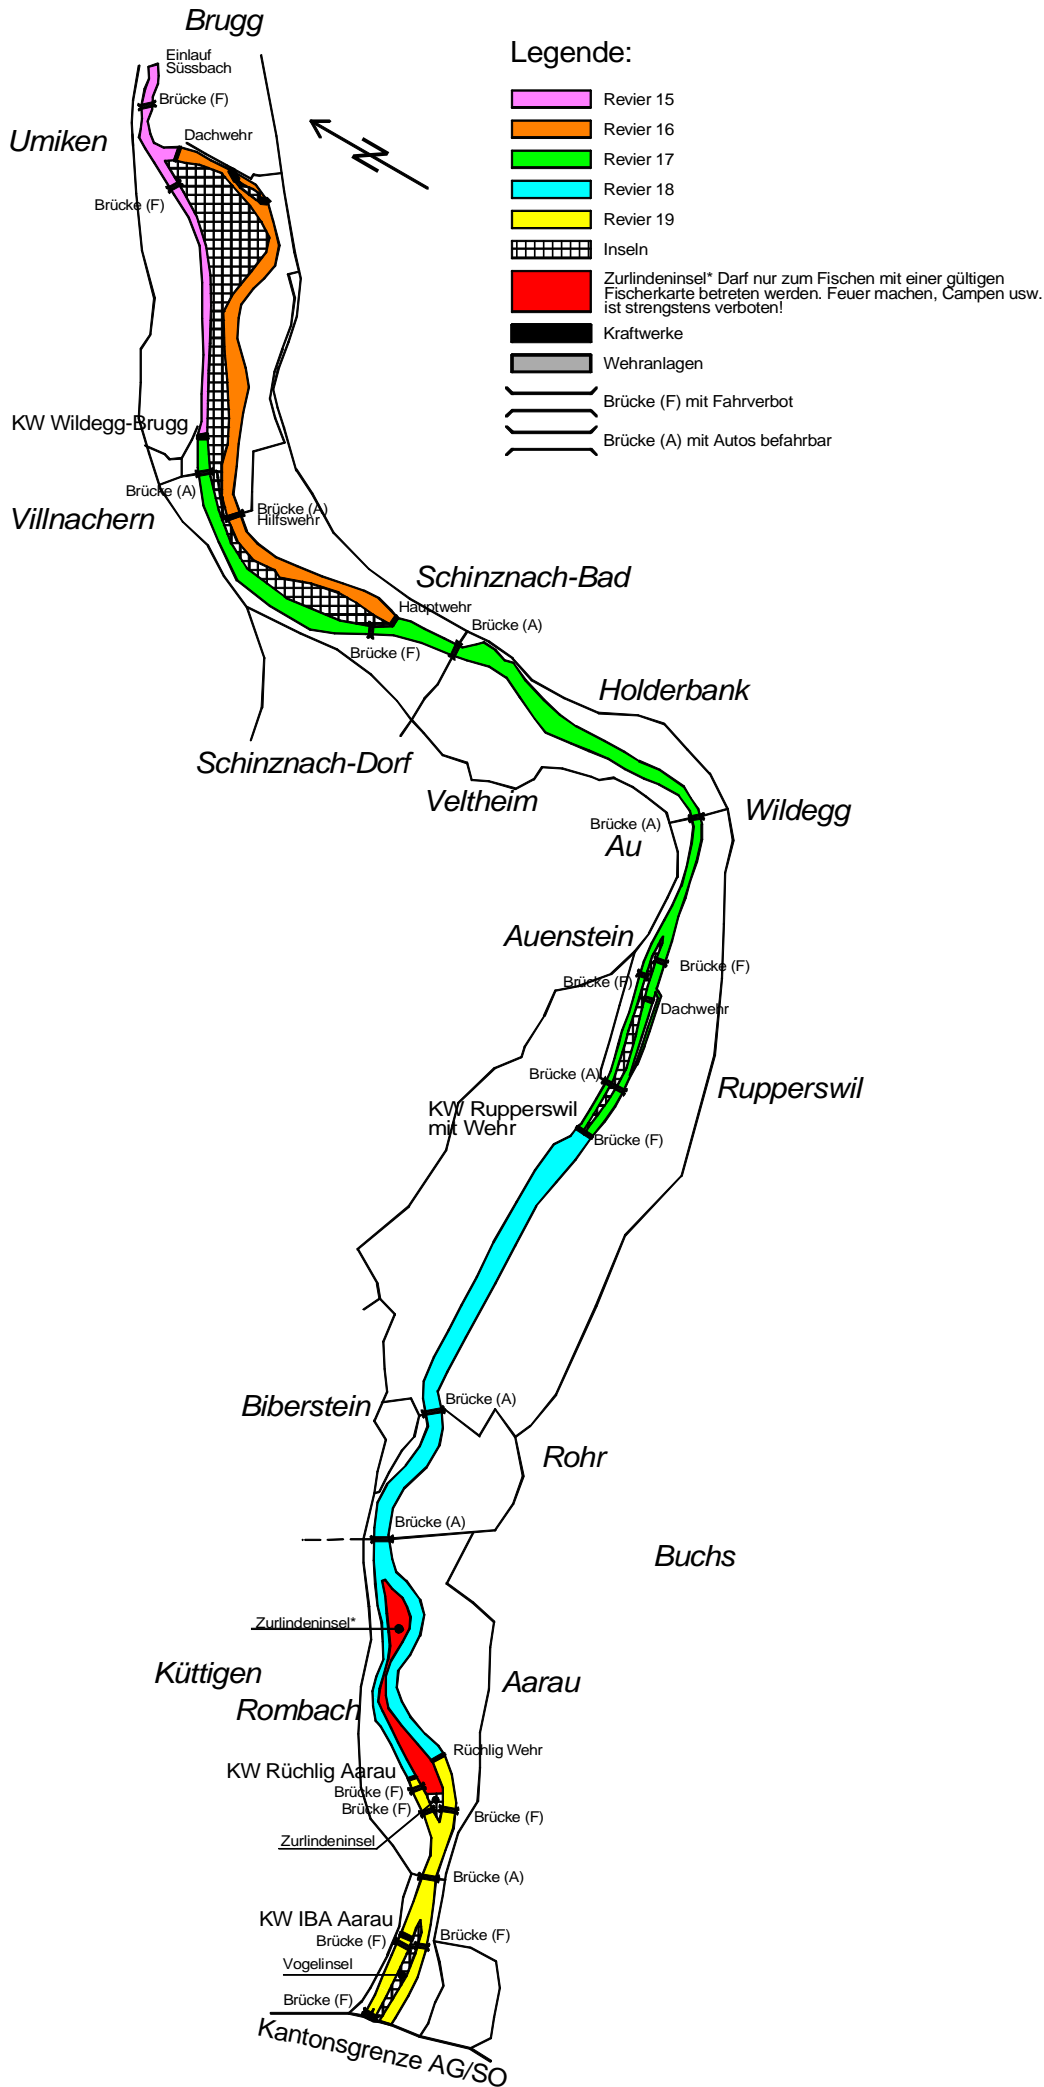 Brugg
Einlauf
Süssbach
Brücke (F)
Umiken
Dachwehr
Brücke (F)
Legende:
Revier 15
Revier 16
Revier 17
Revier 18
Revier 19
Inseln
Zurlindeninsel* Darf nur zum Fischen mit einer gültigen
Fischerkarte betreten werden. Feuer machen, Campen usw.
ist strengstens verboten!
Kraftwerke
Wehranlagen
Brücke (F) mit Fahrverbot
Brücke (A) mit Autos befahrbar
KW Wildegg-Brugg
Brücke (A)
Villnachern
Brücke (A)
Hilfswehr
Schinznach-Bad
Hauptwehr
Brücke (A)
Brücke (F)
Holderbank
Schinznach-Dorf
Veltheim
Wildegg
Brücke (A)
Au
Auenstein
Brücke (F)
Brücke (F)
Dachwehr
Brücke (A)
Rupperswil
KW Rupperswil
mit Wehr
Brücke (F)
Biberstein
Brücke (A)
Rohr
Brücke (A)
Buchs
Zurlindeninsel*
Küttigen
Aarau
Rombach
Rüchlig Wehr
KW Rüchlig Aarau
Brücke (F)
Brücke (F)
Brücke (F)
Zurlindeninsel
Brücke (A)
KW IBA Aarau
Brücke (F)
Brücke (F)
Vogelinsel
Brücke (F)
Kantonsgrenze AG/SO